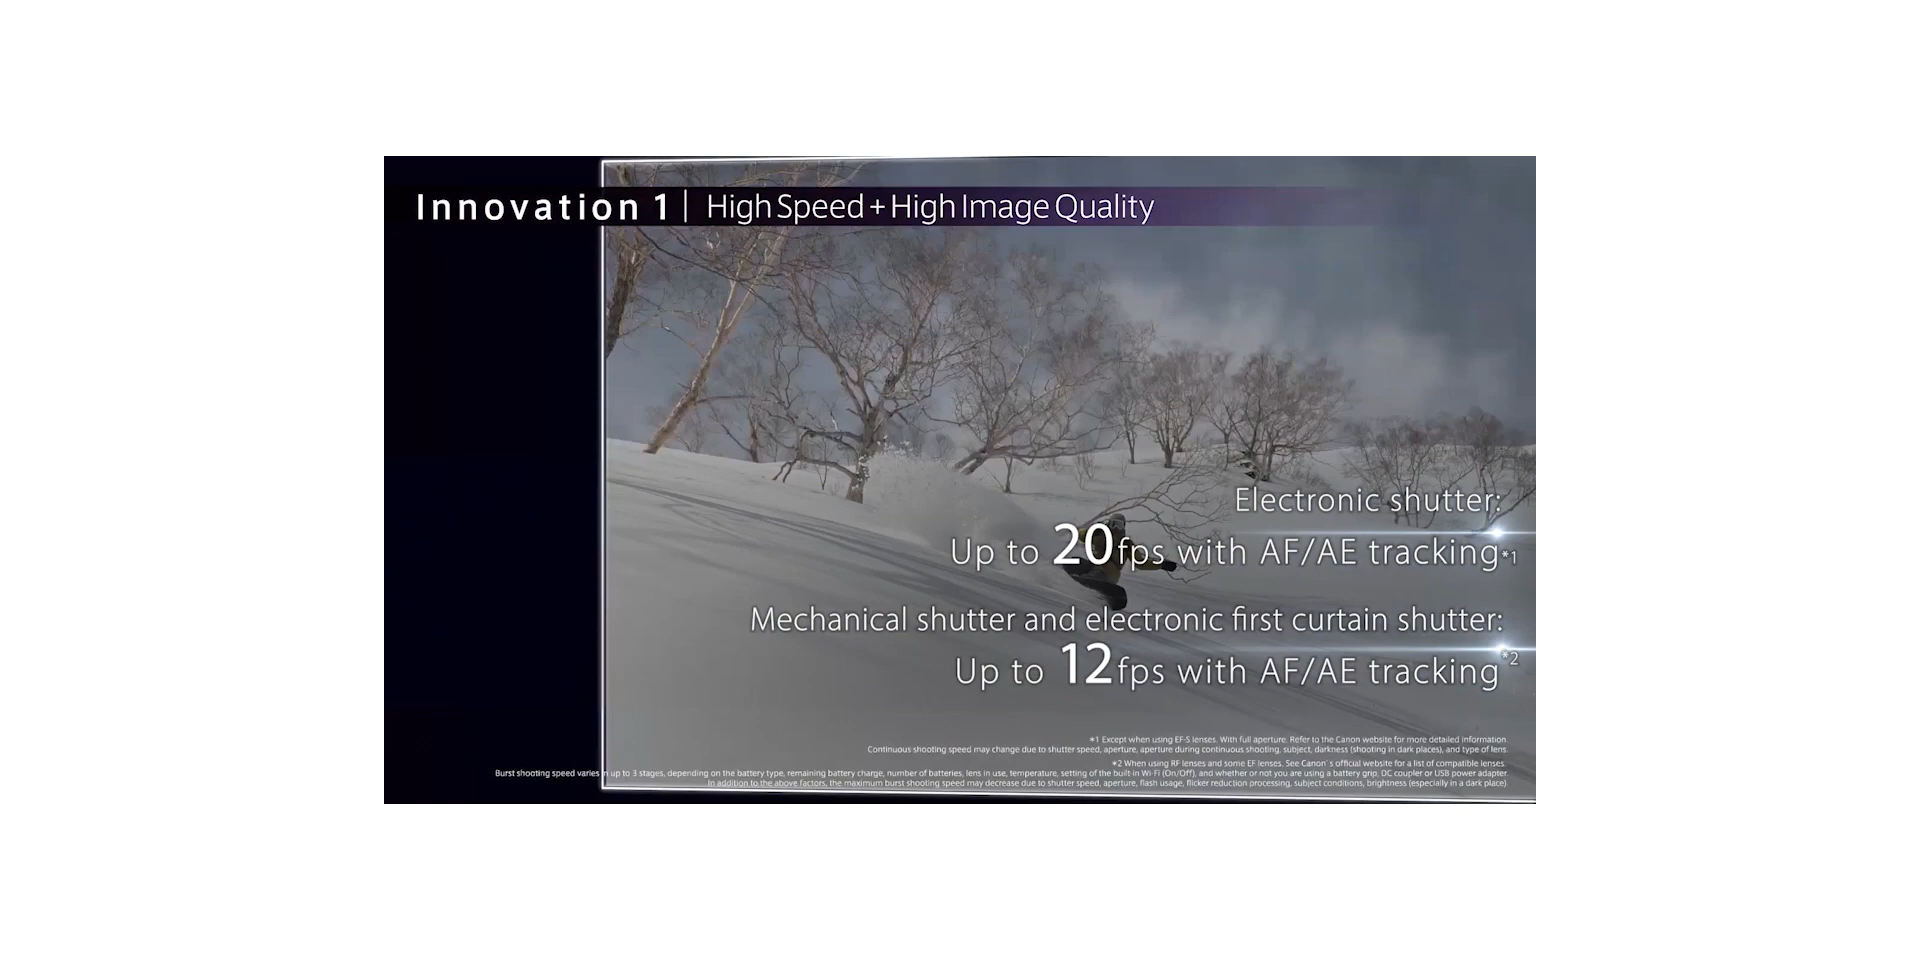 Innovation 1 | High Speed + High Image Quality
Electronic shutter:
Up to 20fps with AF/AE tracking*1
Mechanical shutter and electronic first curtain shutter:
Up to 12fps with AF/AE tracking*2
*1 Except when using EF-S lenses. With full aperture. Refer to the Canon website for more detailed information.
Continuous shooting speed may change due to shutter speed, aperture, aperture during continuous shooting, subject, darkness (shooting in dark places), and type of lens.
*2 When using RF lenses and some EF lenses. See Canon's official website for a list of compatible lenses.
Burst shooting speed varies in up to 3 stages, depending on the battery type, remaining battery charge, number of batteries, lens in use, temperature, setting of the built-in Wi-Fi (On/Off), and whether or not you are using a battery grip, DC coupler or USB power adapter.
In addition to the above factors, the maximum burst shooting speed may decrease due to shutter speed, aperture, flash usage, flicker reduction processing, subject conditions, brightness (especially in a dark place).